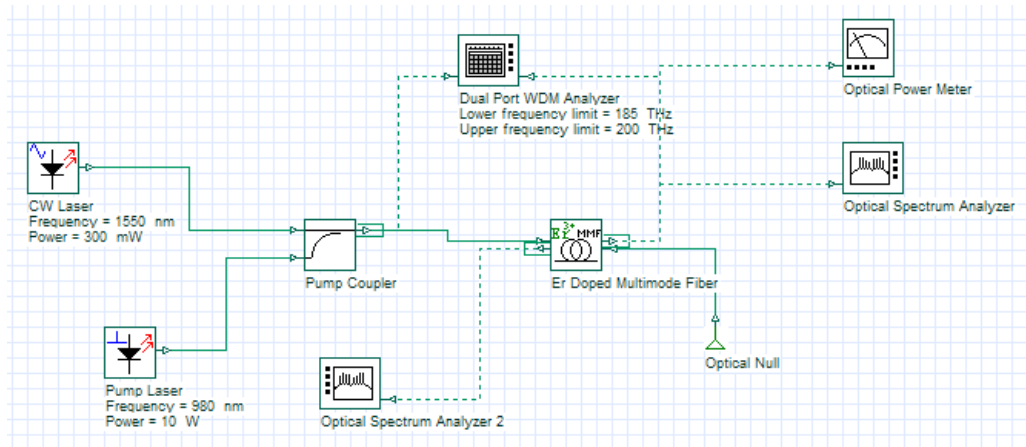 Optical Power Meter
Dual Port WDM Analyzer
Lower frequency limit = 185 THz
Upper frequency limit = 200 THz
CW Laser
Frequency = 1550 nm
Power = 300 mW
Optical Spectrum Analyzer
MMF
Pump Coupler
Er Doped Multimode Fiber
Optical Null
Pump Laser
Frequency = 980 nm
Power = 10 W
Optical Spectrum Analyzer 2